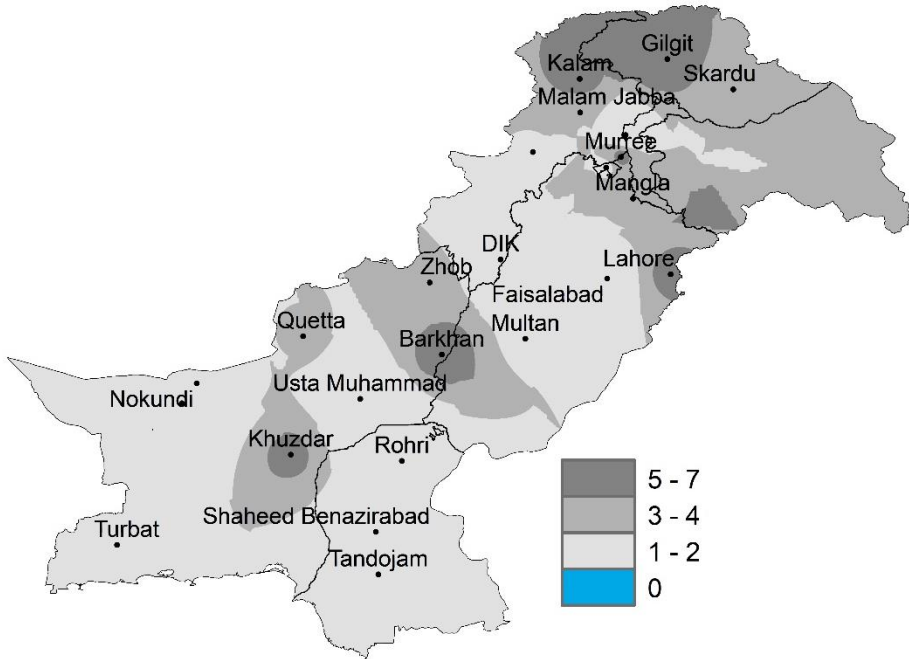 Gilgit
Kalam
Skardu
Malam Jabba
Murree
Mangla
DIK
Zhob
Lahore
Faisalabad
Quetta
Multan
Barkhan
Usta Muhammad
Nokundi
Khuzdar
Rohri
5 - 7
3 - 4
Shaheed Benazirabad
Turbat
1 - 2
Tandojam
0